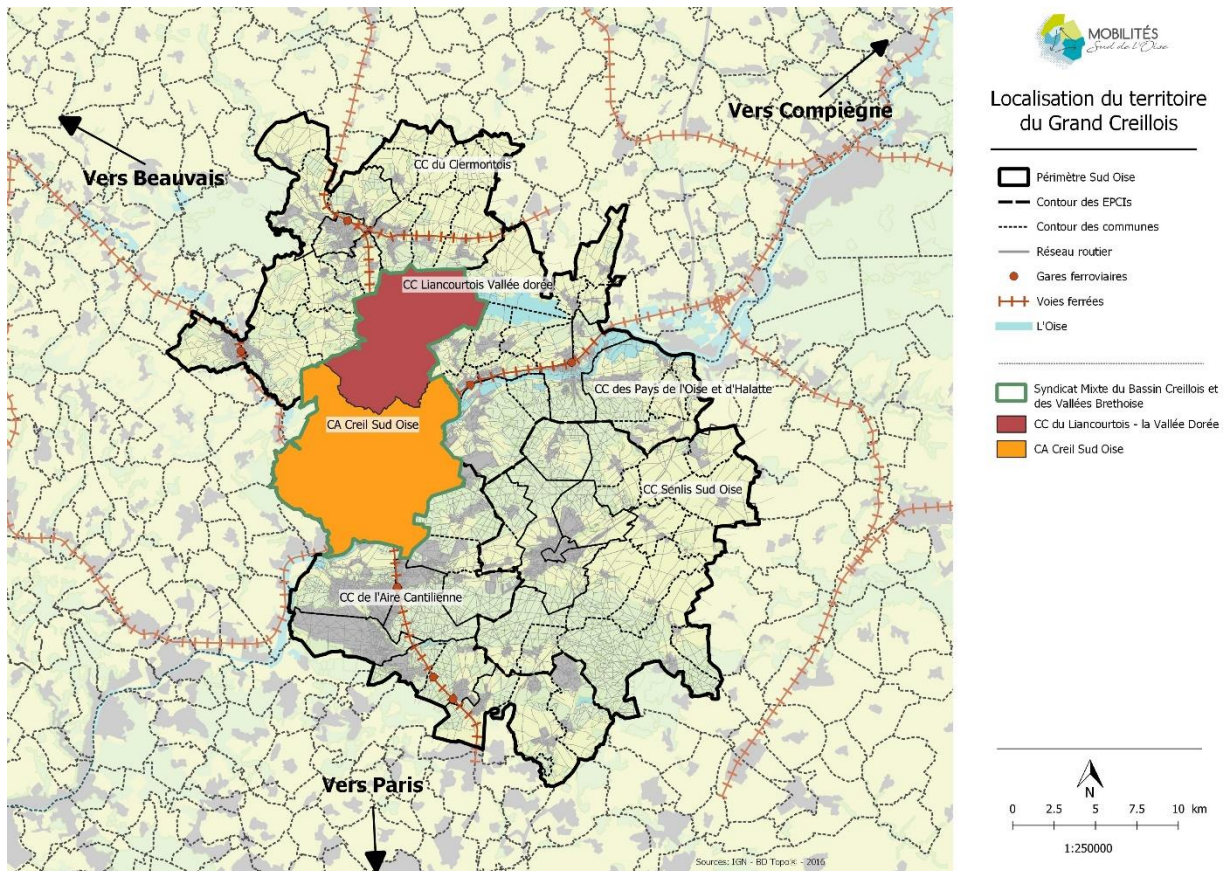 Vers Compiègne
Vers Beauvais
CC du Clermontois
CC Liancourtois Vallée dorée
CC des Pays de l'Oise et d'Halatte
CA Creil Sud Oise
CC Senlis Sud Oise
CC de l'Aire Cantilienne
Vers Paris
Sources: IGN - BD Topo® - 2016
MOBILITÉS
Sud de l'Oise
Localisation du territoire
du Grand Creillois
Périmètre Sud Oise
Contour des EPCIs
Contour des communes
Réseau routier
Gares ferroviaires
Voies ferrées
L'Oise
Syndicat Mixte du Bassin Creillois et
des Vallées Brethoise
CC du Liancourtois - la Vallée Dorée
CA Creil Sud Oise
N
0 2.5 5 7.5 10 km
1:250000